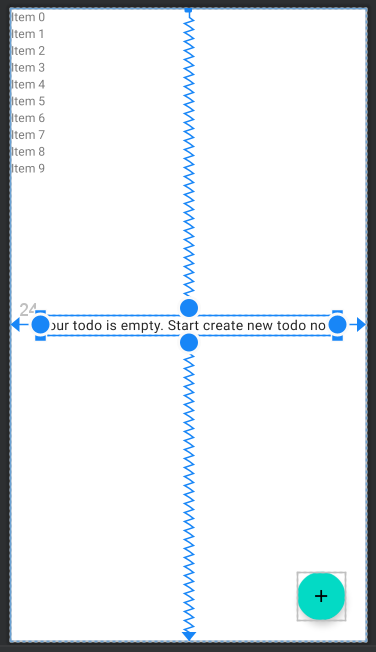 Item 0
Item 1
Item 2
Item 3
Item 4
Item 5
Item 6
Item 7
Item 8
Item 9
24
our todo is empty. Start create new todo no
+